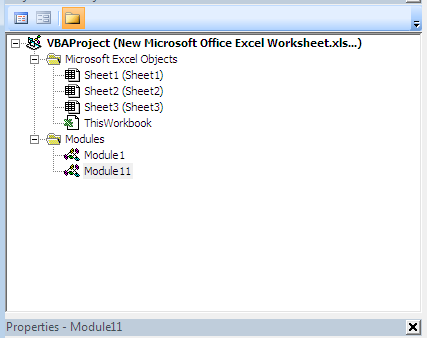 VBAProject (New Microsoft Office Excel Worksheet.xls...)
Microsoft Excel Objects
Sheet1 (Sheet1)
Sheet2 (Sheet2)
Sheet3 (Sheet3)
ThisWorkbook
Modules
Module1
Module11
Properties - Module11